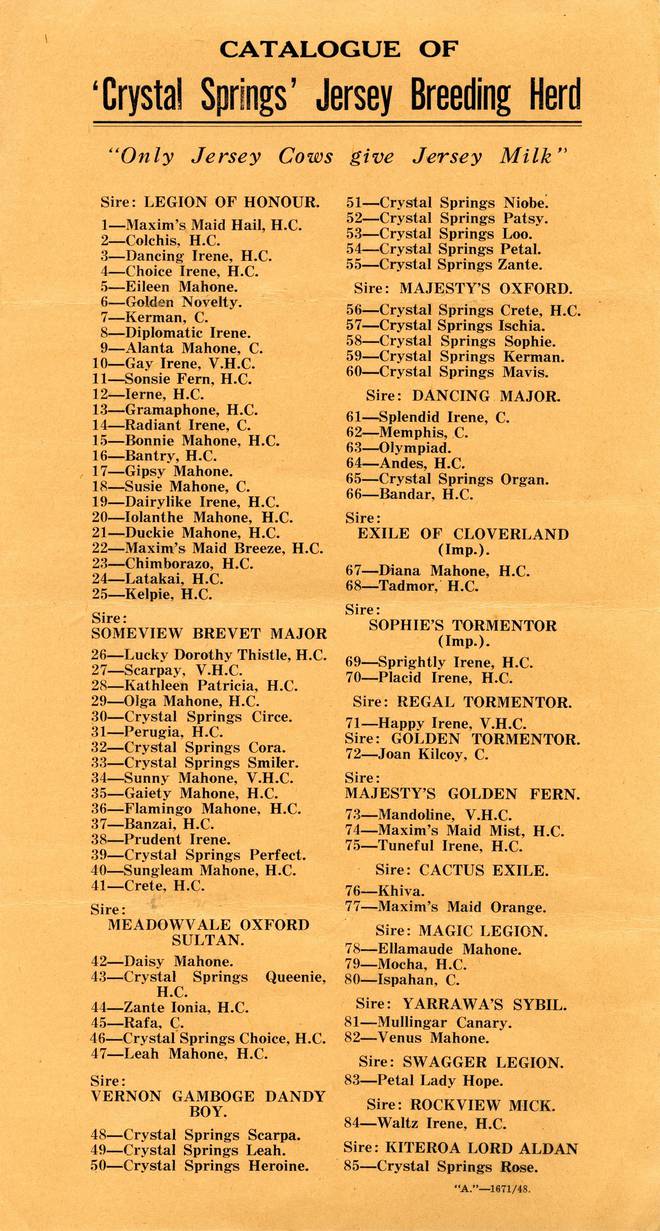 CATALOGUE OF
‘Crystal Springs’ Jersey Breeding Herd
“Only Jersey Cows give Jersey Milk”
Sire: LEGION OF HONOUR.
1—Maxim's Maid Hail, H.C.
2—Colchis, H.C.
3—Dancing Irene, H.C.
4—Choice Irene, H.C.
5—Eileen Mahone.
6—Golden Novelty.
7—Kerman, C.
8—Diplomatic Irene.
9—Alanta Mahone, C.
10—Gay Irene, V.H.C.
11—Sonsie Fern, H.C.
12—Ierne, H.C.
13—Gramaphone, H.C.
14—Radiant Irene, C.
15—Bonnie Mahone, H.C.
16—Bantry, H.C.
17—Gipsy Mahone.
18—Susie Mahone, C.
19—Dairylike Irene, H.C.
20—Iolanthe Mahone, H.C.
21—Duckie Mahone, H.C.
22—Maxim's Maid Breeze, H.C.
23—Chimborazo, H.C.
24—Latakai, H.C.
25—Kelpie, H.C.
Sire:
SOMEVIEW BREVET MAJOR
26—Lucky Dorothy Thistle, H.C.
27—Scarpay, V.H.C.
28—Kathleen Patricia, H.C.
29—Olga Mahone, H.C.
30—Crystal Springs Circe.
31—Perugia, H.C.
32—Crystal Springs Cora.
33—Crystal Springs Smiler.
34—Sunny Mahone, V.H.C.
35—Gaiety Mahone, H.C.
36—Flamingo Mahone, H.C.
37—Banzai, H.C.
38—Prudent Irene.
39—Crystal Springs Perfect.
40—Sungleam Mahone, H.C.
41—Crete, H.C.
Sire:
MEADOWVALE OXFORD
SULTAN.
42—Daisy Mahone.
43—Crystal Springs Queenie,
H.C.
44—Zante Ionia, H.C.
45—Rafa, C.
46—Crystal Springs Choice, H.C.
47—Leah Mahone, H.C.
Sire:
VERNON GAMBOGE DANDY
BOY.
48—Crystal Springs Scarpa.
49—Crystal Springs Leah.
50—Crystal Springs Heroine.
51—Crystal Springs Niobe.
52—Crystal Springs Patsy.
53—Crystal Springs Loo.
54—Crystal Springs Petal.
55—Crystal Springs Zante.
Sire: MAJESTY'S OXFORD.
56—Crystal Springs Crete, H.C.
57—Crystal Springs Ischia.
58—Crystal Springs Sophie.
59—Crystal Springs Kerman.
60—Crystal Springs Mavis.
Sire: DANCING MAJOR.
61—Splendid Irene, C.
62—Memphis, C.
63—Olympiad.
64—Andes, H.C.
65—Crystal Springs Organ.
66—Bandar, H.C.
Sire:
EXILE OF CLOVERLAND
(Imp.).
67—Diana Mahone, H.C.
68—Tadmor, H.C.
Sire:
SOPHIE'S TORMENTOR
(Imp.).
69—Sprightly Irene, H.C.
70—Placid Irene, H.C.
Sire: REGAL TORMENTOR.
71—Happy Irene, V.H.C.
Sire: GOLDEN TORMENTOR.
72—Joan Kilcoy, C.
Sire:
MAJESTY'S GOLDEN FERN.
73—Mandoline, V.H.C.
74—Maxim's Maid Mist, H.C.
75—Tuneful Irene, H.C.
Sire: CACTUS EXILE.
76—Khiva.
77—Maxim's Maid Orange.
Sire: MAGIC LEGION.
78—Ellamaude Mahone.
79—Mocha, H.C.
80—Ispahan, C.
Sire: YARRAWA'S SYBIL.
81—Mullingar Canary.
82—Venus Mahone.
Sire: SWAGGER LEGION.
83—Petal Lady Hope.
Sire: ROCKVIEW MICK.
84—Waltz Irene, H.C.
Sire: KITEROA LORD ALDAN
85—Crystal Springs Rose.
“A.”—1671/48.